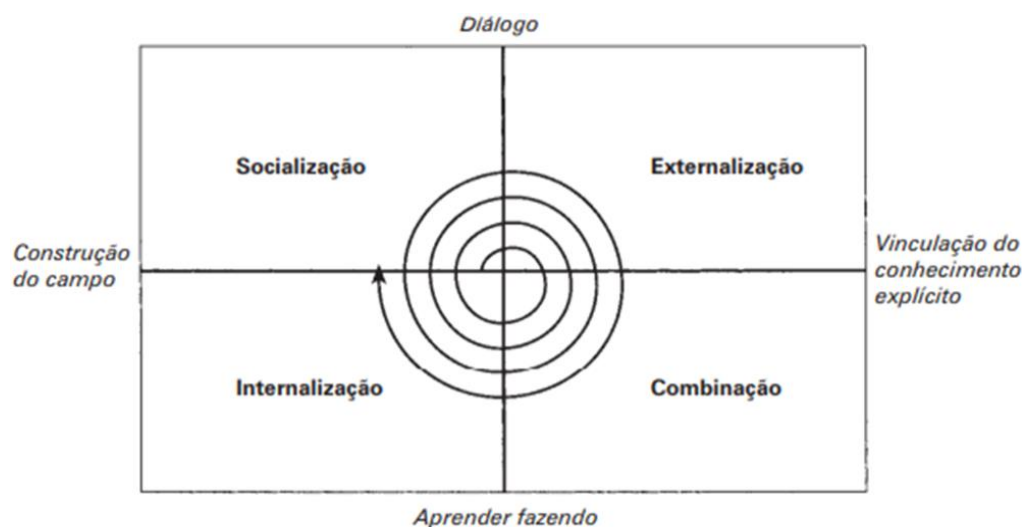 Diálogo
Socialização
Externalização
Construção
do campo
Vinculação do
conhecimento
explícito
Internalização
Combinação
Aprender fazendo